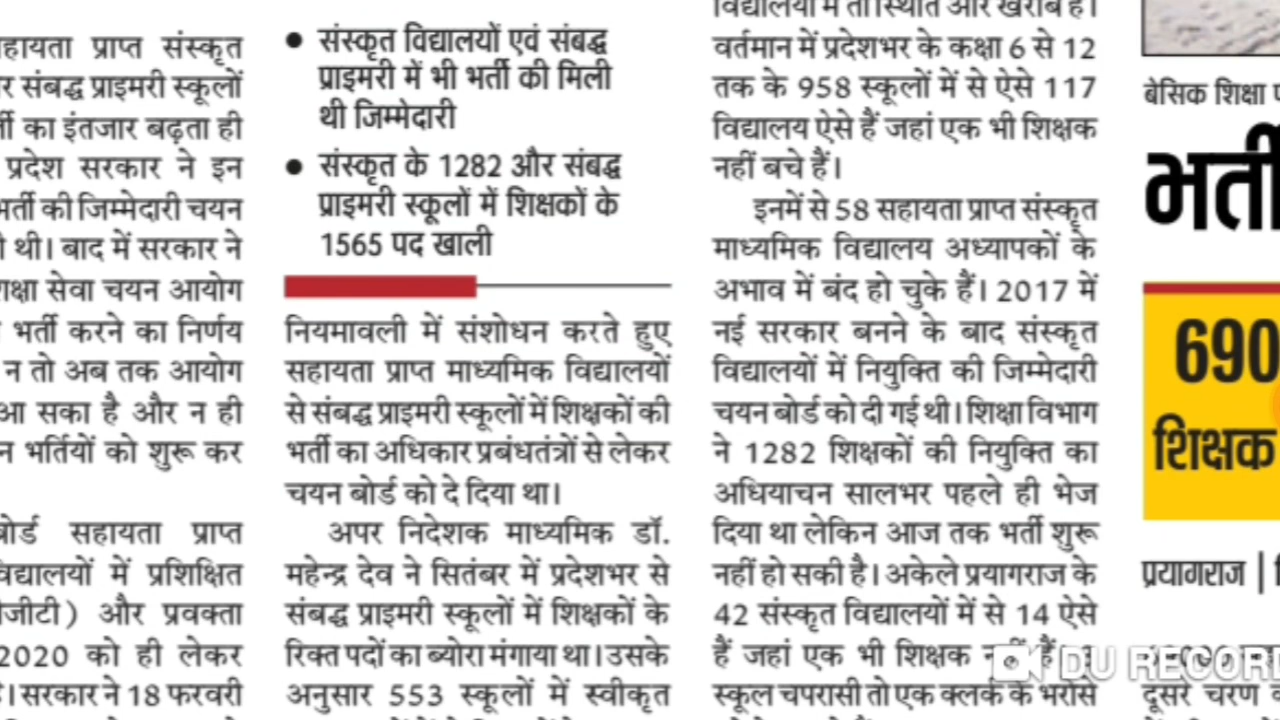 सहायता प्राप्त संस्कृत
संबद्ध प्राइमरी स्कूलों
का इंतजार बढ़ता ही
प्रदेश सरकार ने इन
भर्ती की जिम्मेदारी चयन
थी। बाद में सरकार ने
सेवा चयन आयोग
भर्ती करने का निर्णय
न तो अब तक आयोग
आ सका है और न ही
भर्तियों को शुरू कर
सहायता प्राप्त
में प्रशिक्षित
और प्रवक्ता
2020 को ही लेकर
सरकार ने 18 फरवरी
● संस्कृत विद्यालयों एवं संबद्ध
प्राइमरी में भी भर्ती की मिली
थी जिम्मेदारी
● संस्कृत के 1282 और संबद्ध
प्राइमरी स्कूलों में शिक्षकों के
1565 पद खाली
नियमावली में संशोधन करते हुए
सहायता प्राप्त माध्यमिक विद्यालयों
से संबद्ध प्राइमरी स्कूलों में शिक्षकों की
भर्ती का अधिकार प्रबंधतंत्रों से लेकर
चयन बोर्ड को दे दिया था।
अपर निदेशक माध्यमिक डॉ.
महेन्द्र देव ने सितंबर में प्रदेशभर से
संबद्ध प्राइमरी स्कूलों में शिक्षकों के
रिक्त पदों का ब्योरा मंगाया था। उसके
अनुसार 553 स्कूलों में स्वीकृत
विद्यालयों में तो स्थिति और खराब है।
वर्तमान में प्रदेशभर के कक्षा 6 से 12
तक के 958 स्कूलों में से ऐसे 117
विद्यालय ऐसे हैं जहां एक भी शिक्षक
नहीं बचे हैं।
इनमें से 58 सहायता प्राप्त संस्कृत
माध्यमिक विद्यालय अध्यापकों के
अभाव में बंद हो चुके हैं। 2017 में
नई सरकार बनने के बाद संस्कृत
विद्यालयों में नियुक्ति की जिम्मेदारी
चयन बोर्ड को दी गई थी। शिक्षा विभाग
ने 1282 शिक्षकों की नियुक्ति का
अधियाचन सालभर पहले ही भेज
दिया था लेकिन आज तक भर्ती शुरू
नहीं हो सकी है। अकेले प्रयागराज के
42 संस्कृत विद्यालयों में से 14 ऐसे
हैं जहां एक भी शिक्षक
स्कूल चपरासी तो एक क्लर्क के भरोसे
बेसिक शिक्षा
भर्ती
690
शिक्षक
प्रयागराज |
दूसरे चरण
DU RECOR